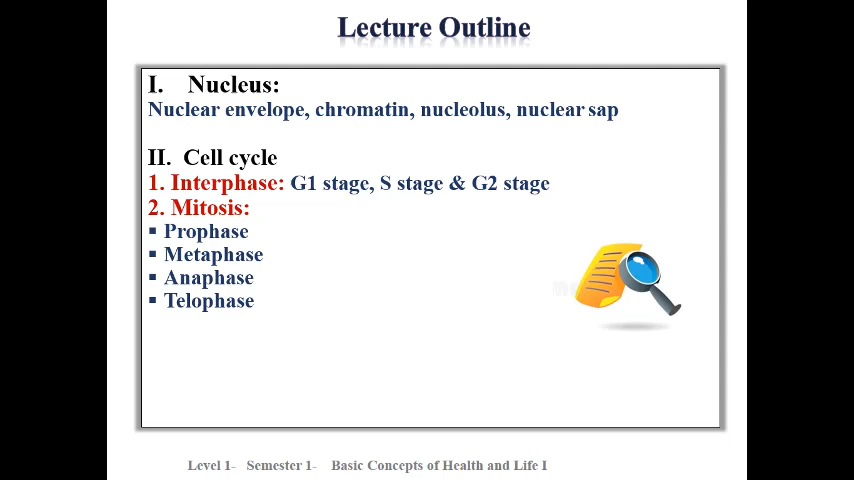 Lecture Outline
I. Nucleus:
Nuclear envelope, chromatin, nucleolus, nuclear sap
II. Cell cycle
1. Interphase: G1 stage, S stage & G2 stage
2. Mitosis:
▪ Prophase
▪ Metaphase
▪ Anaphase
▪ Telophase
Level 1- Semester 1- Basic Concepts of Health and Life I